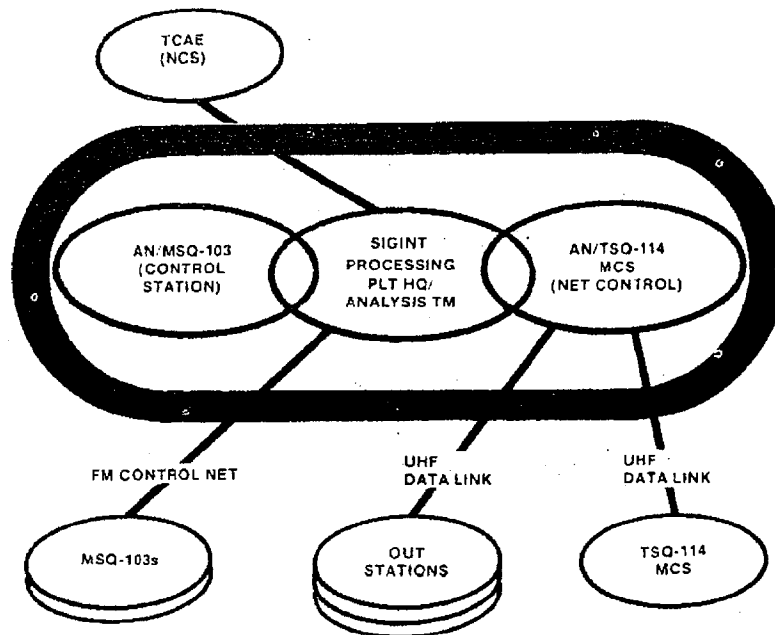 TCAE
(NCS)
AN/MSQ-103
(CONTROL
STATION)
SIGINT
PROCESSING
PLT HQ/
ANALYSIS TM
AN/TSQ-114
MCS
(NET CONTROL)
FM CONTROL NET
UHF
DATA LINK
UHF
DATA LINK
MSQ-103s
OUT
STATIONS
TSQ-114
MCS